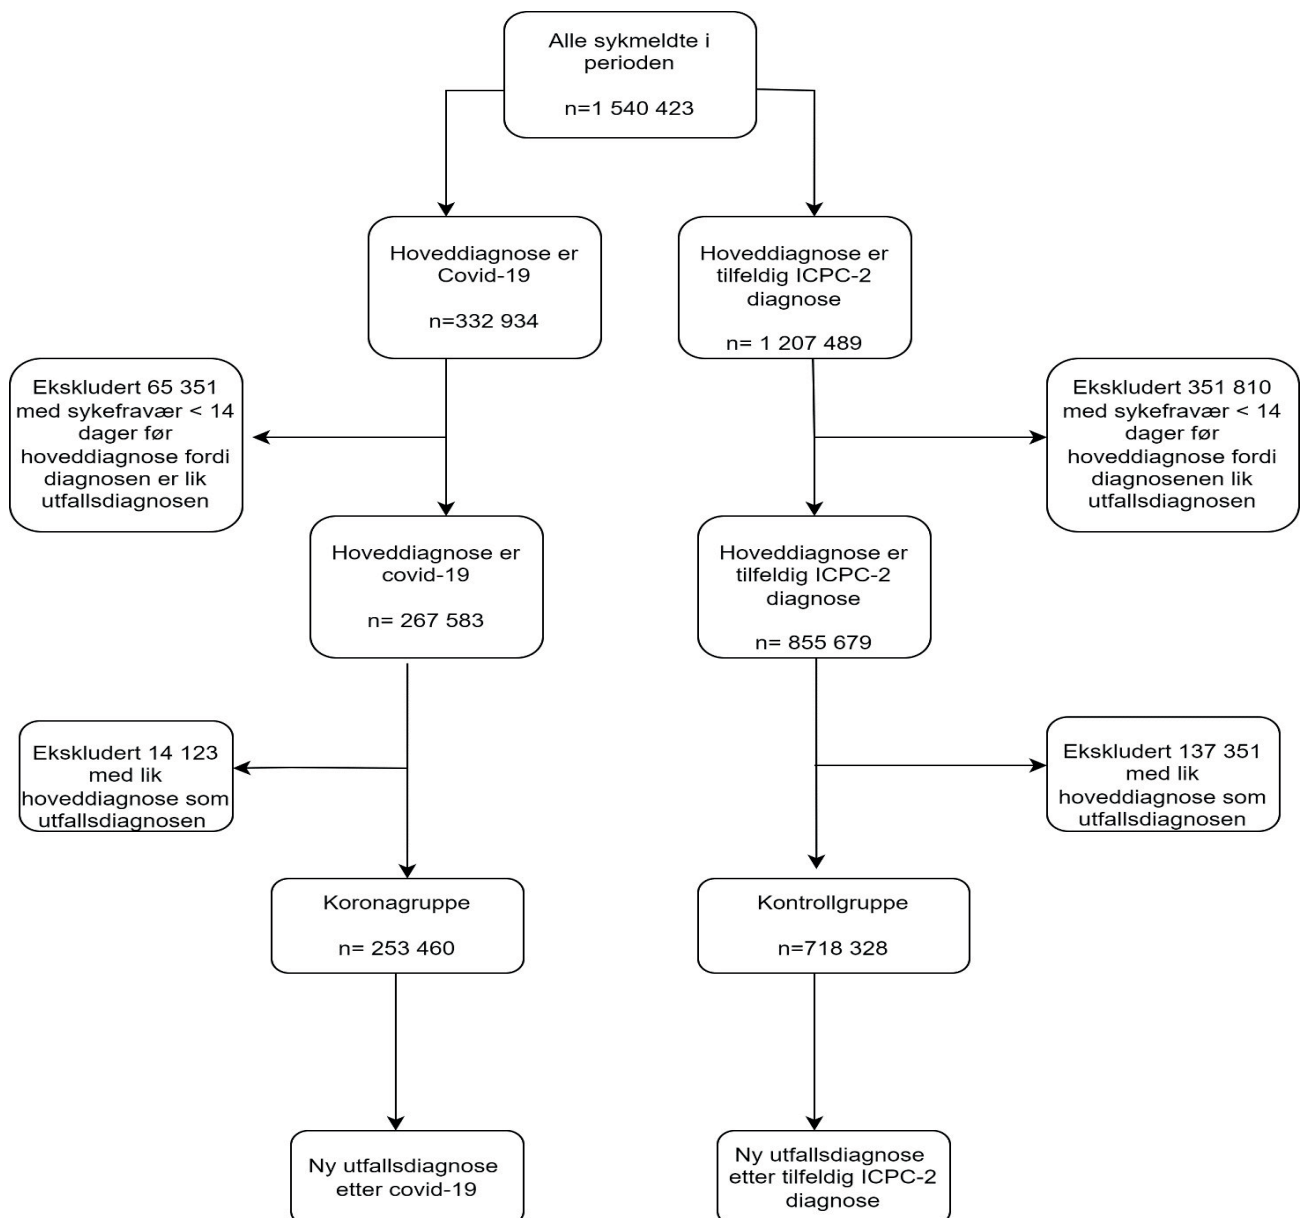 Alle sykmeldte i
perioden
n=1 540 423
Hoveddiagnose er
Covid-19
n=332 934
Hoveddiagnose er
tilfeldig ICPC-2
diagnose
n= 1 207 489
Ekskludert 65 351
med sykefravær < 14
dager før
hoveddiagnose fordi
diagnosen er lik
utfallsdiagnosen
Ekskludert 351 810
med sykefravær < 14
dager før
hoveddiagnose fordi
diagnosenen lik
utfallsdiagnosen
Hoveddiagnose er
covid-19
n= 267 583
Hoveddiagnose er
tilfeldig ICPC-2
diagnose
n= 855 679
Ekskludert 14 123
med lik
hoveddiagnose som
utfallsdiagnosen
Ekskludert 137 351
med lik
hoveddiagnose som
utfallsdiagnosen
Koronagruppe
n= 253 460
Kontrollgruppe
n=718 328
Ny utfallsdiagnose
etter covid-19
Ny utfallsdiagnose
etter tilfeldig ICPC-2
diagnose